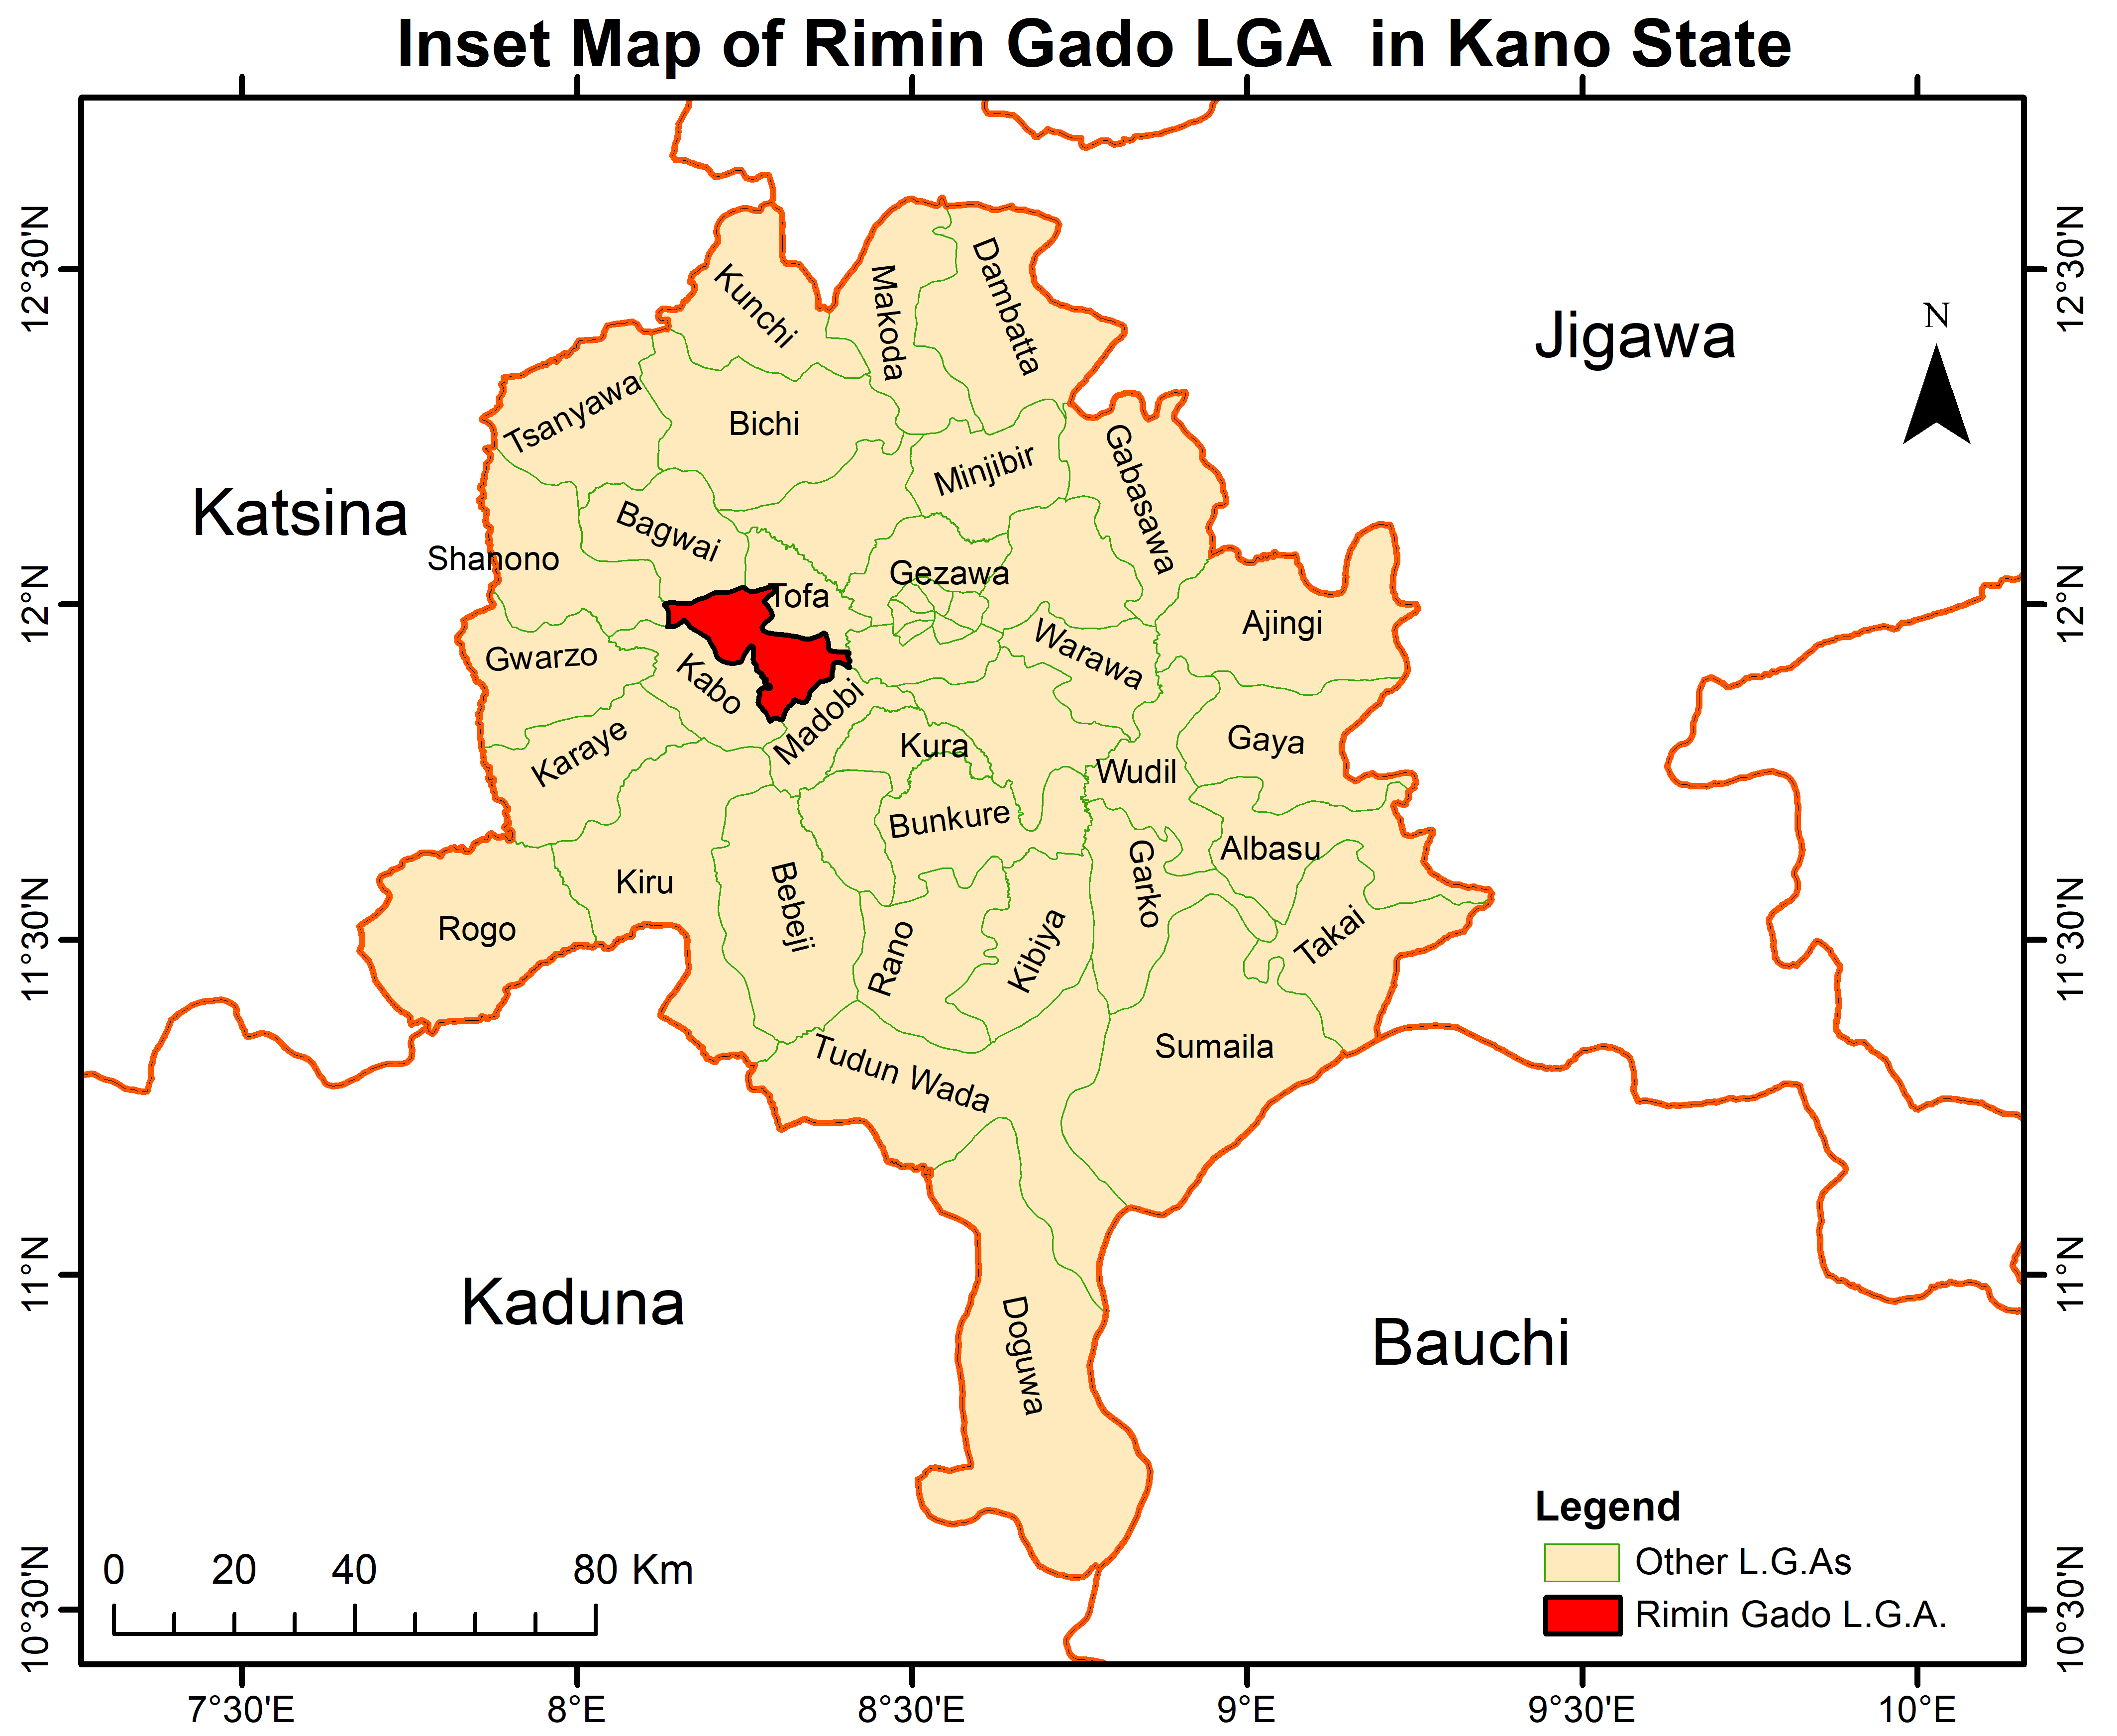 Inset Map of Rimin Gado LGA  in Kano State
12°30'N
12°N
11°30'N
11°N
10°30'N
12°30'N
12°N
11°30'N
11°N
10°30'N
Jigawa
N
Katsina
Kaduna
Bauchi
Kunchi
Makoda
Dambatta
Tsanyawa
Bichi
Minjibir
Gabasawa
Bagwai
Shanono
Gezawa
Tofa
Ajingi
Warawa
Gwarzo
Kabo
Madobi
Karaye
Kura
Gaya
Wudil
Bunkure
Albasu
Garko
Kiru
Bebeji
Rogo
Rano
Kibiya
Takai
Sumaila
Tudun Wada
Doguwa
Legend
Other L.G.As
Rimin Gado L.G.A.
0 20 40 80 Km
7°30'E 8°E 8°30'E 9°E 9°30'E 10°E